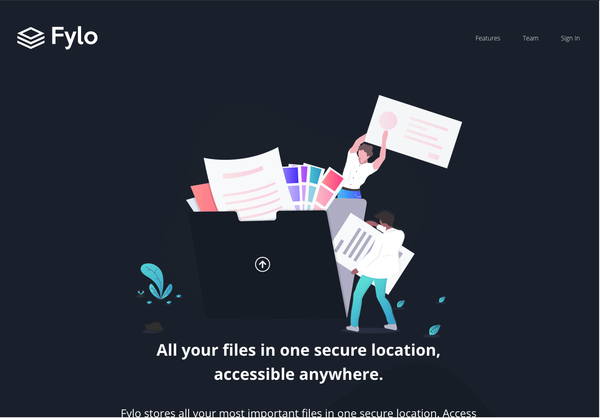 Fylo
Features
Team
Sign In
All your files in one secure location,
accessible anywhere.
Fylo stores all your most important files in one secure location. Access